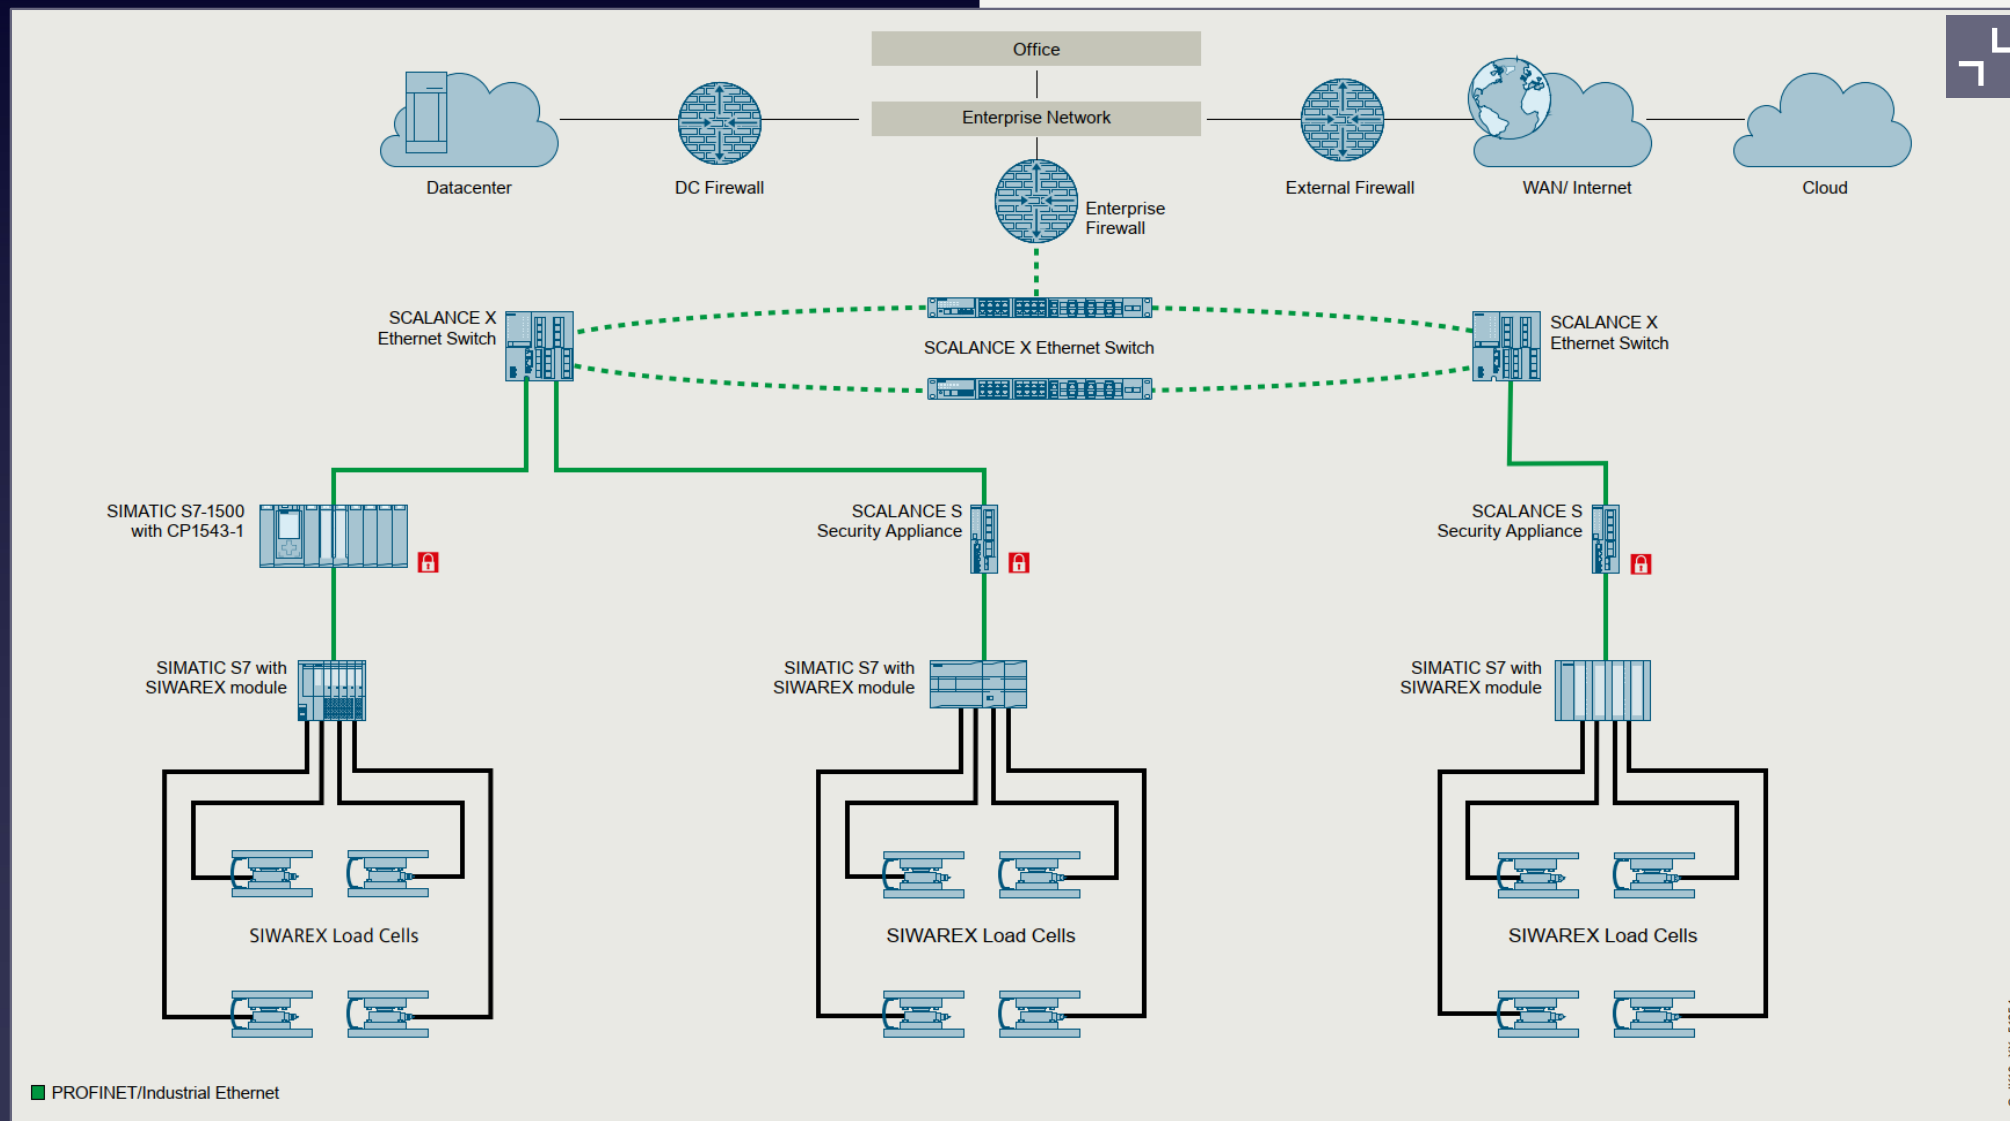 Office
Enterprise Network
Datacenter
DC Firewall
External Firewall
WAN/ Internet
Cloud
Enterprise
Firewall
SCALANCE X
Ethernet Switch
SCALANCE X Ethernet Switch
SCALANCE X
Ethernet Switch
SIMATIC S7-1500
with CP1543-1
SCALANCE S
Security Appliance
SCALANCE S
Security Appliance
SIMATIC S7 with
SIWAREX module
SIMATIC S7 with
SIWAREX module
SIMATIC S7 with
SIWAREX module
SIWAREX Load Cells
SIWAREX Load Cells
SIWAREX Load Cells
PROFINET/Industrial Ethernet